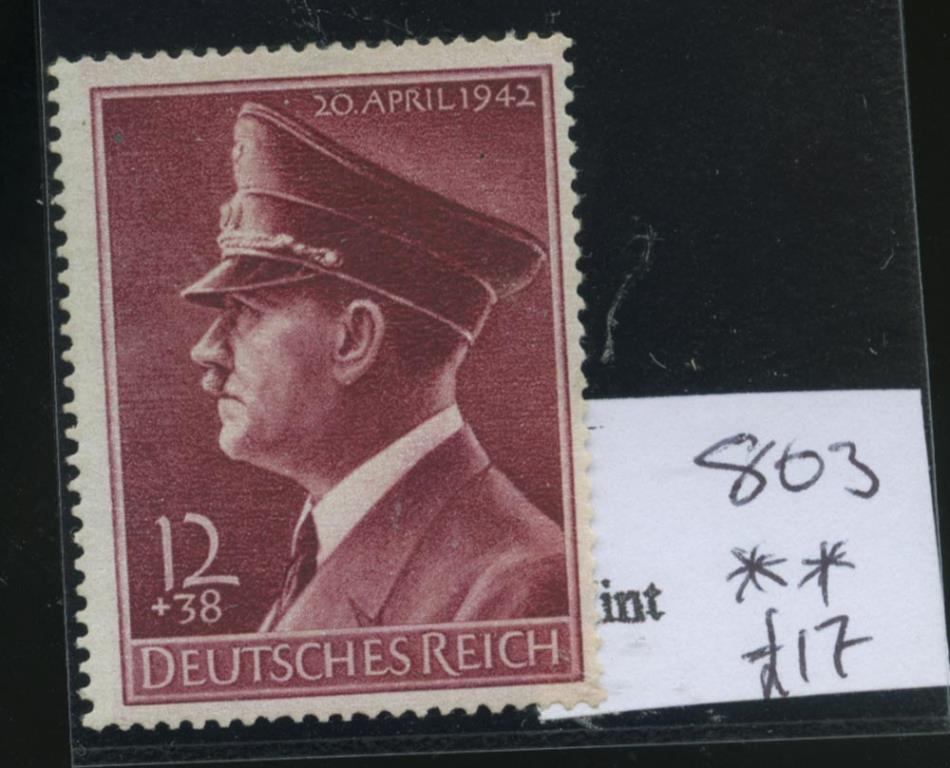 20. APRIL 1942
12
+38
DEUTSCHES REICH
803
**
int
£17